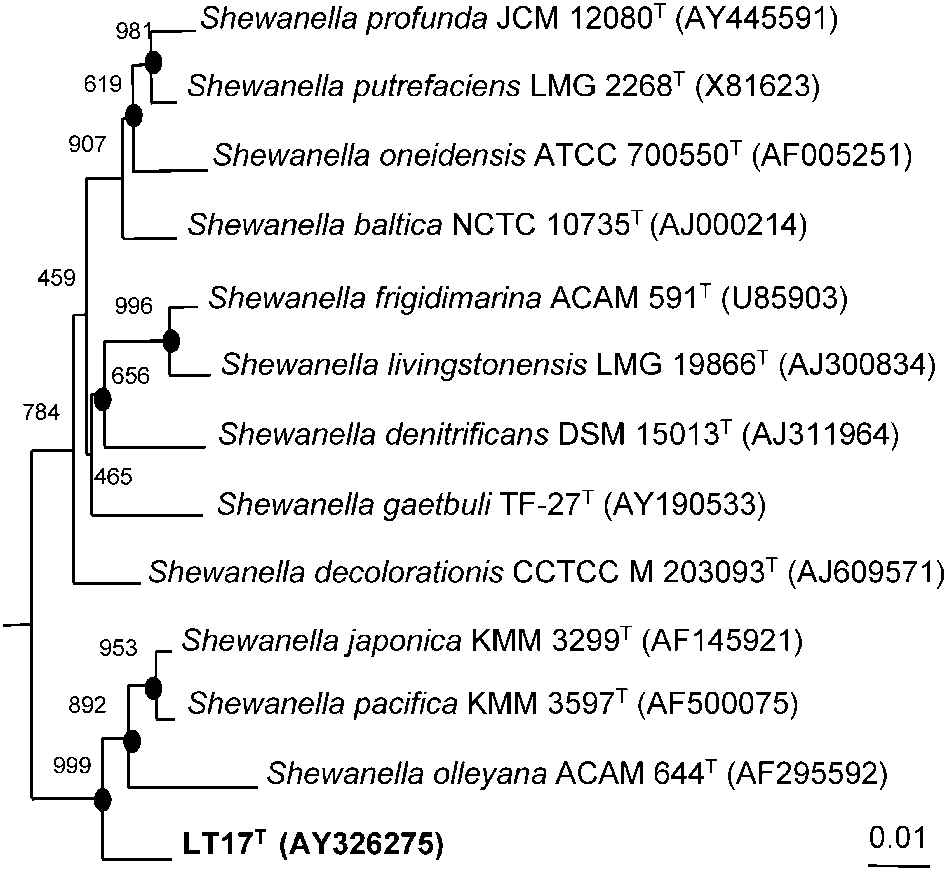 981
Shewanella profunda JCM 12080T (AY445591)
619
Shewanella putrefaciens LMG 2268T (X81623)
907
Shewanella oneidensis ATCC 700550T (AF005251)
Shewanella baltica NCTC 10735T (AJ000214)
459
996
Shewanella frigidimarina ACAM 591T (U85903)
656
Shewanella livingstonensis LMG 19866T (AJ300834)
784
Shewanella denitrificans DSM 15013T (AJ311964)
465
Shewanella gaetbuli TF-27T (AY190533)
Shewanella decolorationis CCTCC M 203093T (AJ609571)
953
Shewanella japonica KMM 3299T (AF145921)
892
Shewanella pacifica KMM 3597T (AF500075)
999
Shewanella olleyana ACAM 644T (AF295592)
LT17T (AY326275)
0.01